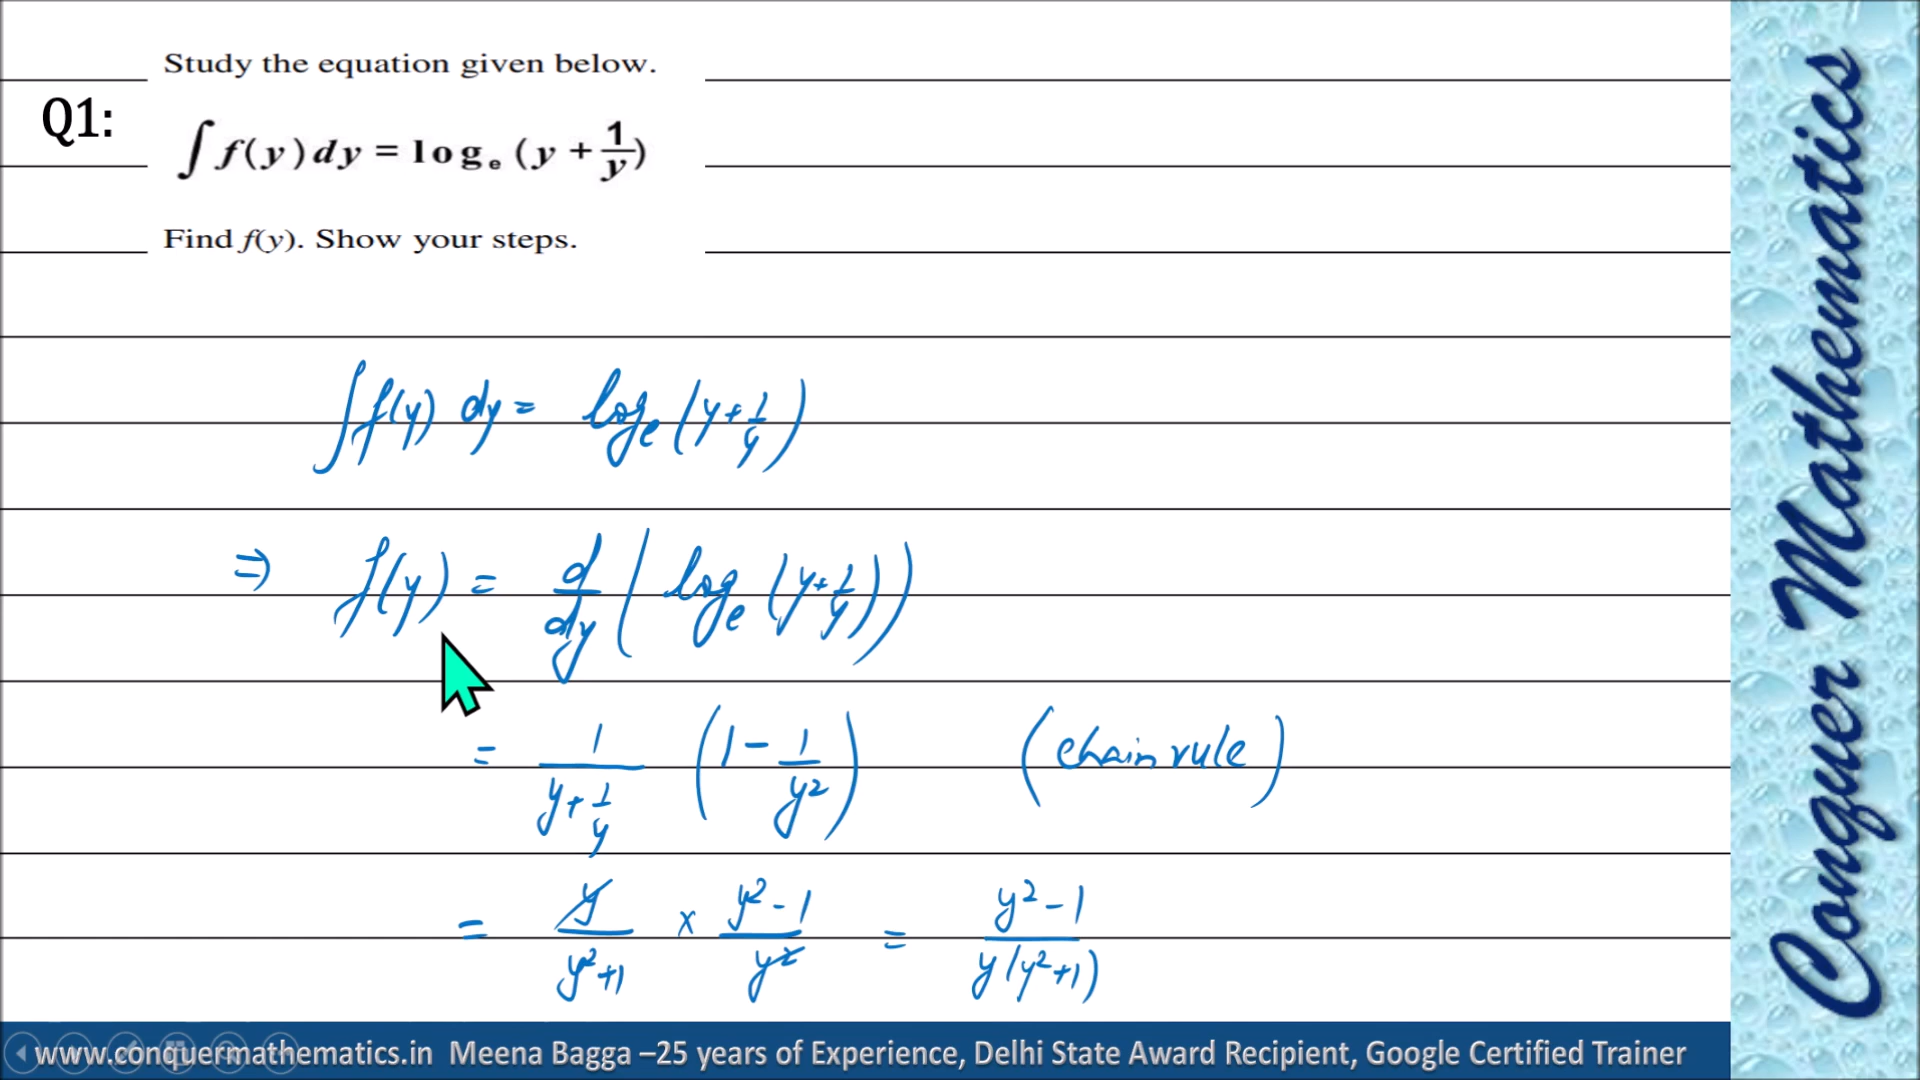 Study the equation given below.
Q1:
∫ f(y) dy = logₑ (y + 1/y)
Find f(y). Show your steps.
∫ f(y) dy = logₑ (y + 1/y)
⇒ f(y) = d/dy ( logₑ (y + 1/y) )
= 1/(y + 1/y) (1 - 1/y²) (chain rule)
= y/(y²+1) × (y²-1)/y² = (y²-1)/(y(y²+1))
www.conquermathematics.in Meena Bagga –25 years of Experience, Delhi State Award Recipient, Google Certified Trainer
Conquer Mathematics